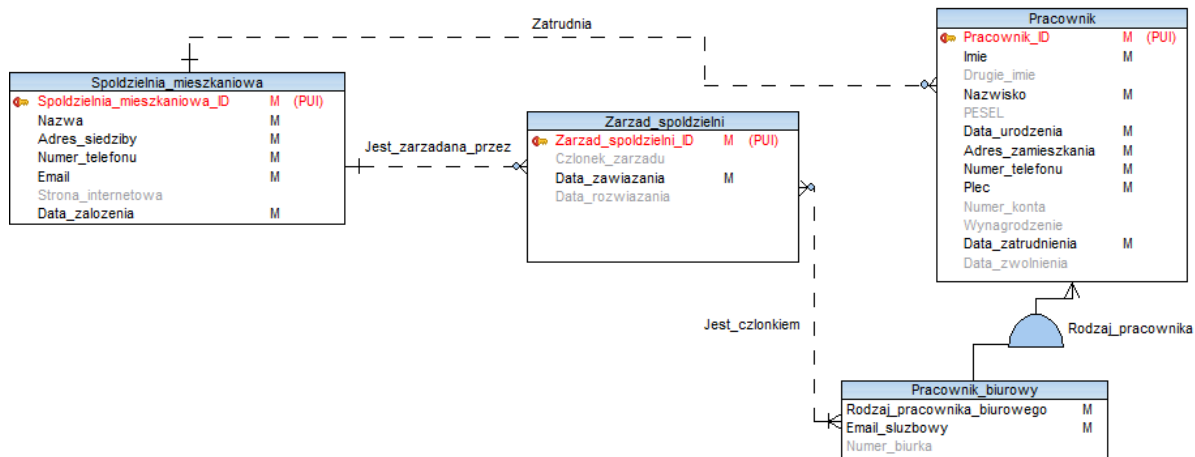 Zatrudnia
Spoldzielnia_mieszkaniowa
Spoldzielnia_mieszkaniowa_ID M (PUI)
Nazwa M
Adres_siedziby M
Numer_telefonu M
Email M
Strona_internetowa
Data_zalozenia M
Jest_zarzadana_przez
Zarzad_spoldzielni
Zarzad_spoldzielni_ID M (PUI)
Czlonek_zarzadu
Data_zawiazania M
Data_rozwiazania
Pracownik
Pracownik_ID M (PUI)
Imie M
Drugie_imie
Nazwisko M
PESEL
Data_urodzenia M
Adres_zamieszkania M
Numer_telefonu M
Plec M
Numer_konta
Wynagrodzenie
Data_zatrudnienia M
Data_zwolnienia
Jest_czlonkiem
Rodzaj_pracownika
Pracownik_biurowy
Rodzaj_pracownika_biurowego M
Email_sluzbowy M
Numer_biurka